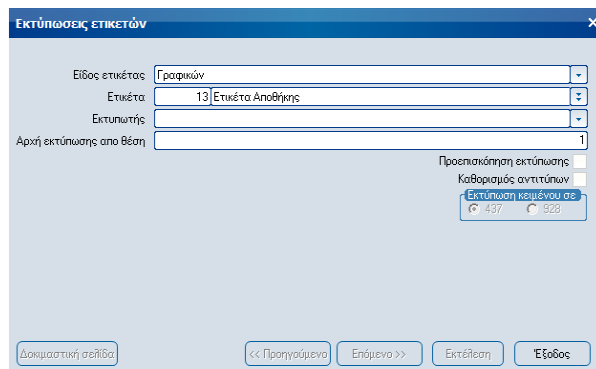 Εκτύπωσεις ετικετών
Είδος ετικέτας Γραφικών
Ετικέτα 13 Ετικέτα Αποθήκης
Εκτυπωτής
Αρχή εκτύπωσης απο θέση 1
Προεπισκόπηση εκτύπωσης
Καθορισμός αντιτύπων
Εκτύπωση κειμένου σε
437 928
Δοκιμαστική σελίδα << Προηγούμενο Επόμενο >> Εκτέλεση Έξοδος